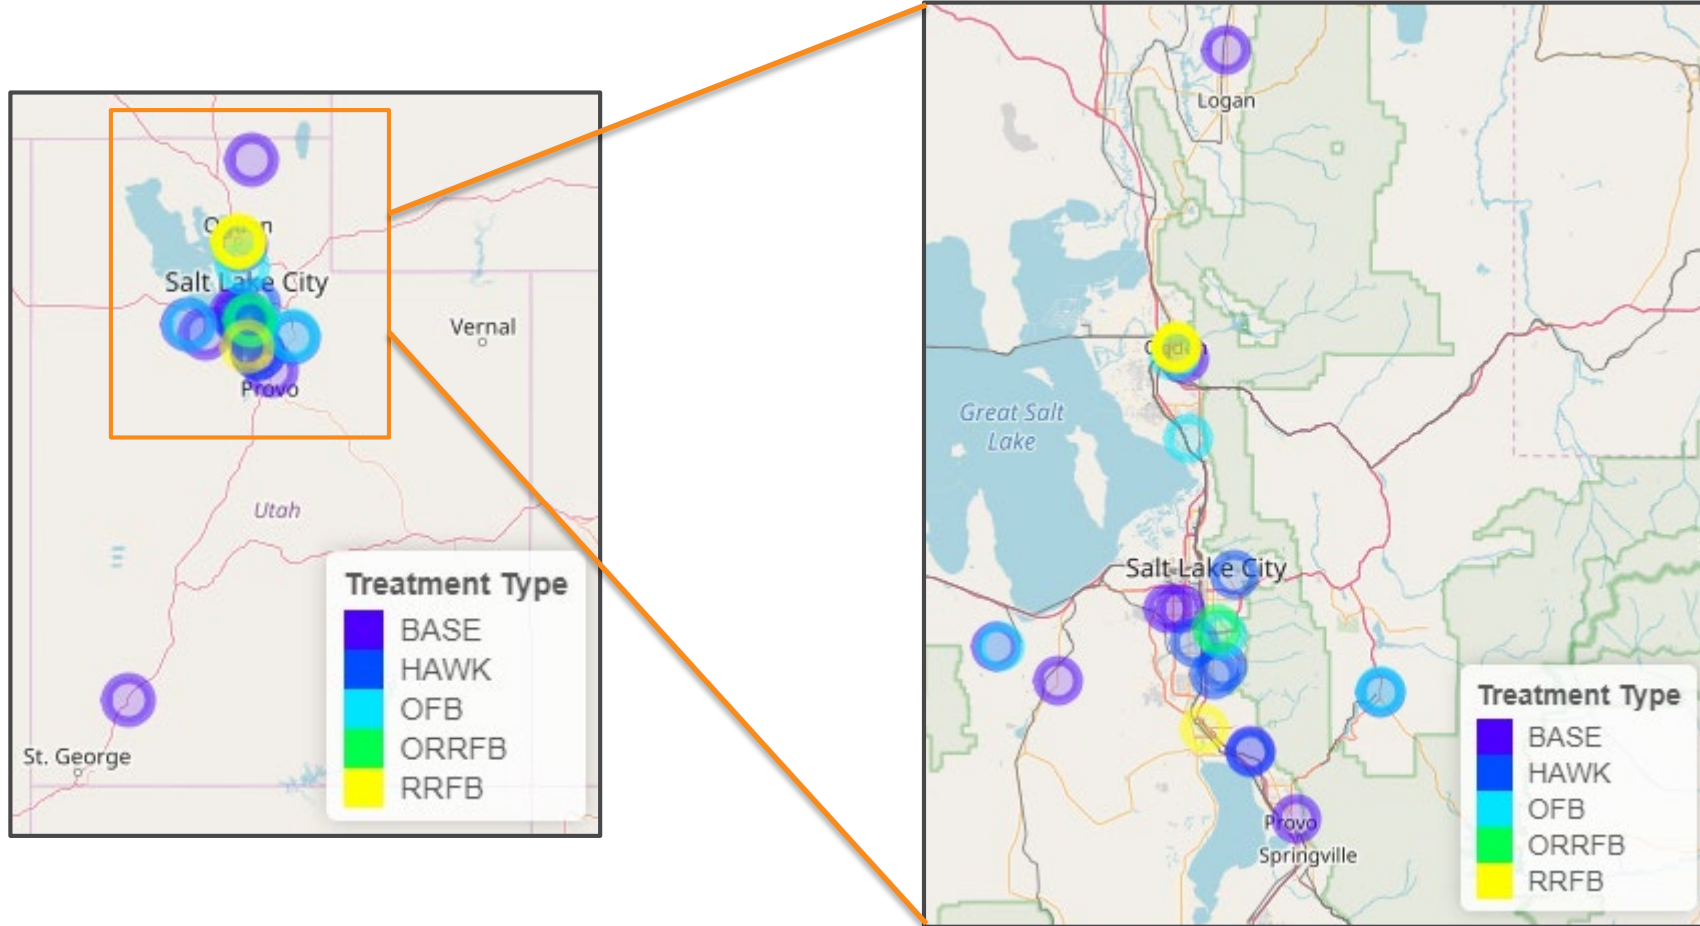 Salt Lake City
Vernal
Provo
Utah
St. George
Treatment Type
BASE
HAWK
OFB
ORRFB
RRFB
Logan
Great Salt
Lake
Salt Lake City
Provo
Springville
Treatment Type
BASE
HAWK
OFB
ORRFB
RRFB